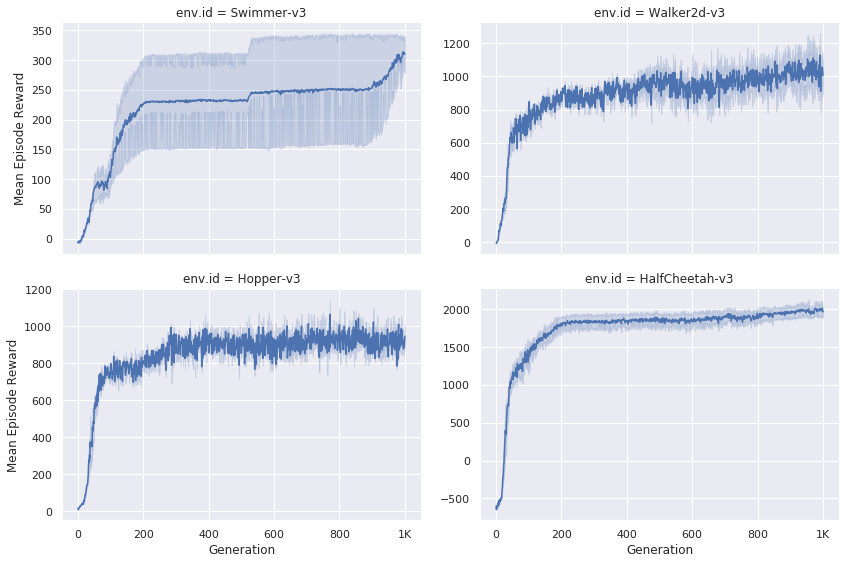 env.id = Swimmer-v3
350
300
250
200
150
100
50
0
Mean Episode Reward
env.id = Walker2d-v3
1200
1000
800
600
400
200
0
env.id = Hopper-v3
1200
1000
800
600
400
200
0
Mean Episode Reward
0 200 400 600 800 1K
Generation
env.id = HalfCheetah-v3
2000
1500
1000
500
0
−500
0 200 400 600 800 1K
Generation